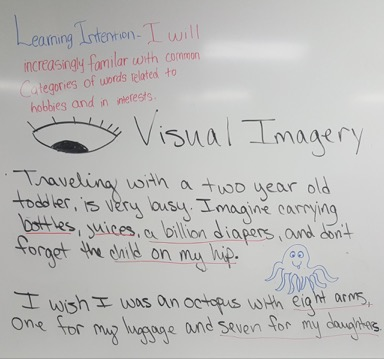 Learning Intention- I will
increasingly familar with common
Categories of words related to
hobbies and in interests.
Visual Imagery
Traveling with a two year old
toddler, is very busy. Imagine carrying
bottles, juices, a billion diapers, and don't
forget the child on my hip.
I wish I was an octopus with eight arms,
one for my luggage and seven for my daughters.